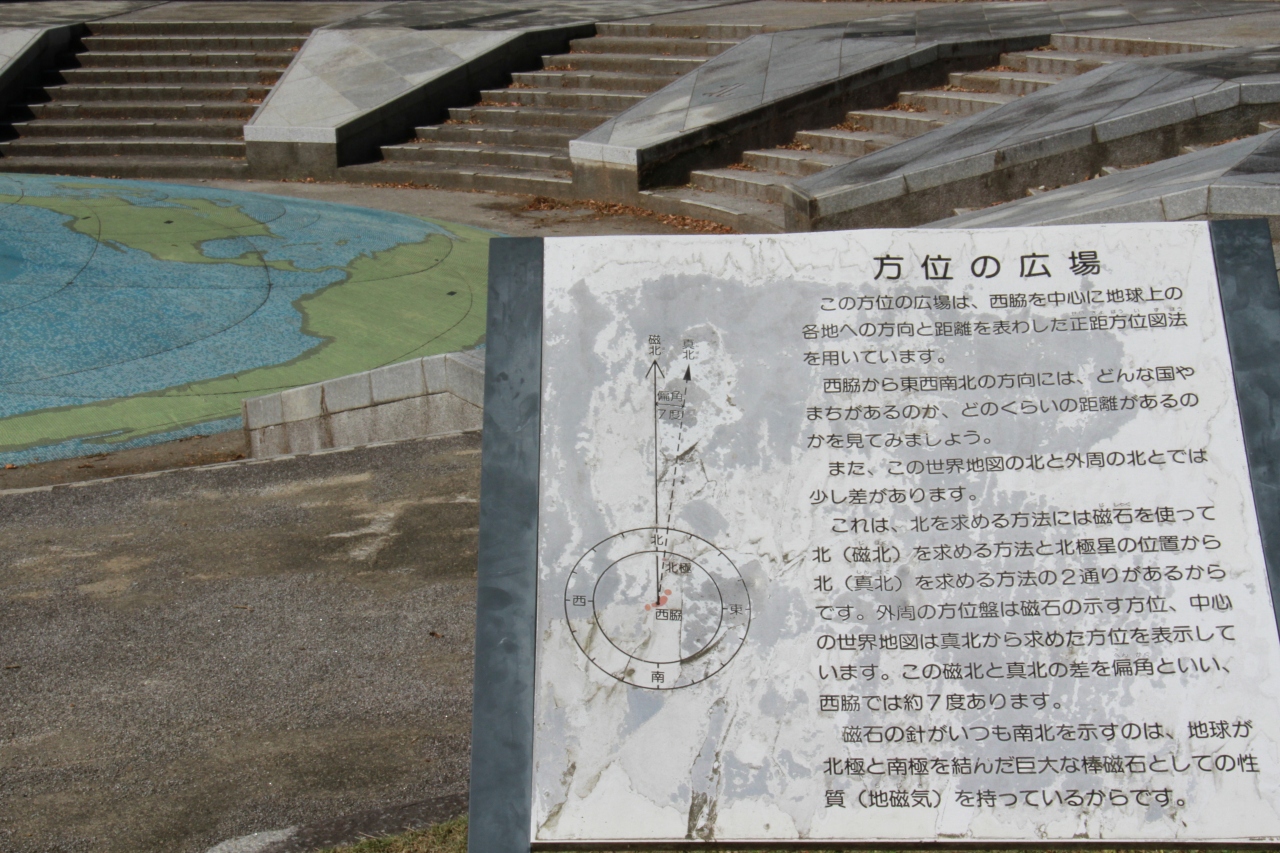 方位の広場
この方位の広場は、西脇を中心に地球上の
各地への方向と距離を表わした正距方位図法
を用いています。
西脇から東西南北の方向には、どんな国や
まちがあるのか、どのくらいの距離があるの
かを見てみましょう。
また、この世界地図の北と外周の北とでは
少し差があります。
これは、北を求める方法には磁石を使って
北（磁北）を求める方法と北極星の位置から
北（真北）を求める方法の2通りがあるから
です。外周の方位盤は磁石の示す方位、中心
の世界地図は真北から求めた方位を表示して
います。この磁北と真北の差を偏角といい、
西脇では約7度あります。
磁石の針がいつも南北を示すのは、地球が
北極と南極を結んだ巨大な棒磁石としての性
質（地磁気）を持っているからです。
磁北
真北
偏角
7度
北
北極
西
東
西脇
南